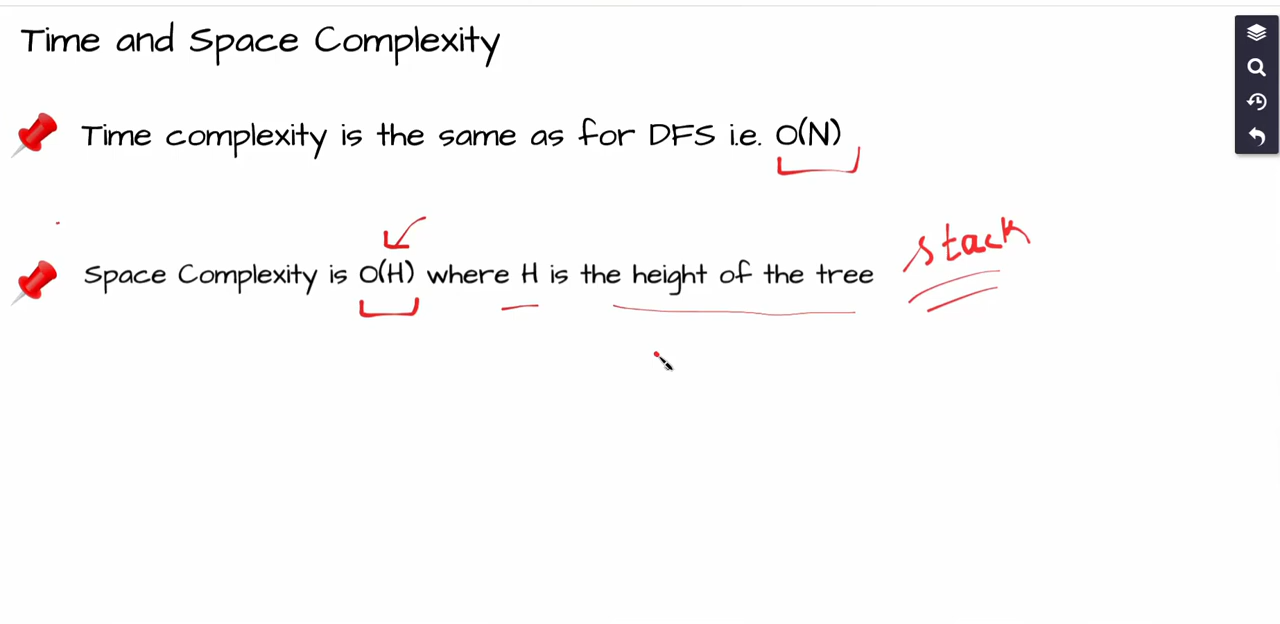 Time and Space Complexity
Time complexity is the same as for DFS i.e. O(N)
stack
Space Complexity is O(H) where H is the height of the tree